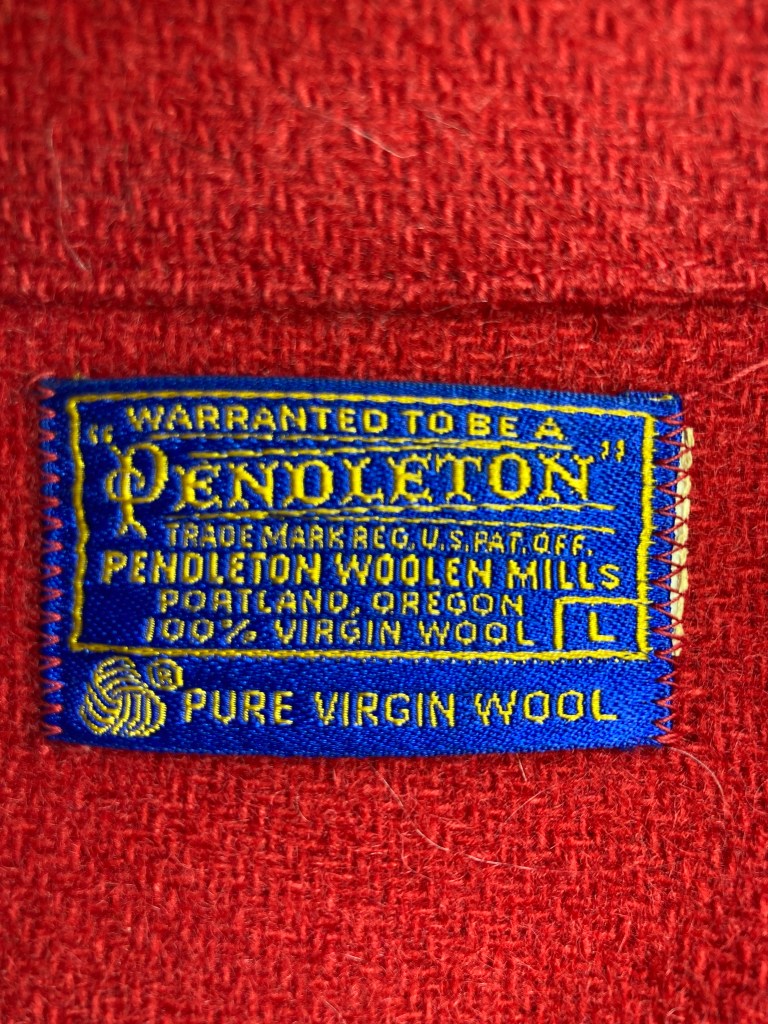 WARRANTED TO BE A
"PENDLETON"
TRADE MARK REG. U.S. PAT. OFF.
PENDLETON WOOLEN MILLS
PORTLAND, OREGON
100% VIRGIN WOOL L
® PURE VIRGIN WOOL